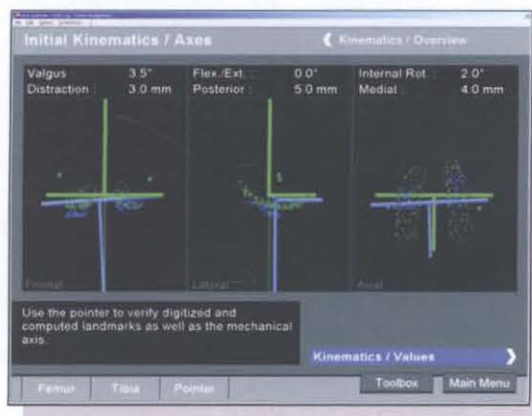 Initial Kinematics / Axes
Kinematics / Overview
Valgus : 3.5°
Distraction : 3.0 mm
Flex./Ext. : 0.0°
Posterior : 5.0 mm
Internal Rot. : 2.0°
Medial : 4.0 mm
Frontal
Lateral
Axial
Use the pointer to verify digitized and
computed landmarks as well as the mechanical
axis.
Kinematics / Values
Femur
Tibia
Pointer
Toolbox
Main Menu